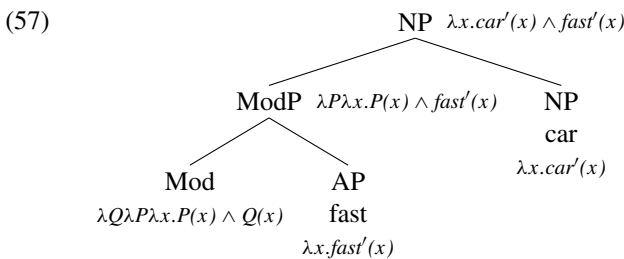 (57) NP λx.car′(x) ∧ fast′(x)
ModP λPλx.P(x) ∧ fast′(x) NP
car
λx.car′(x)
Mod AP
λQλPλx.P(x) ∧ Q(x) fast
λx.fast′(x)